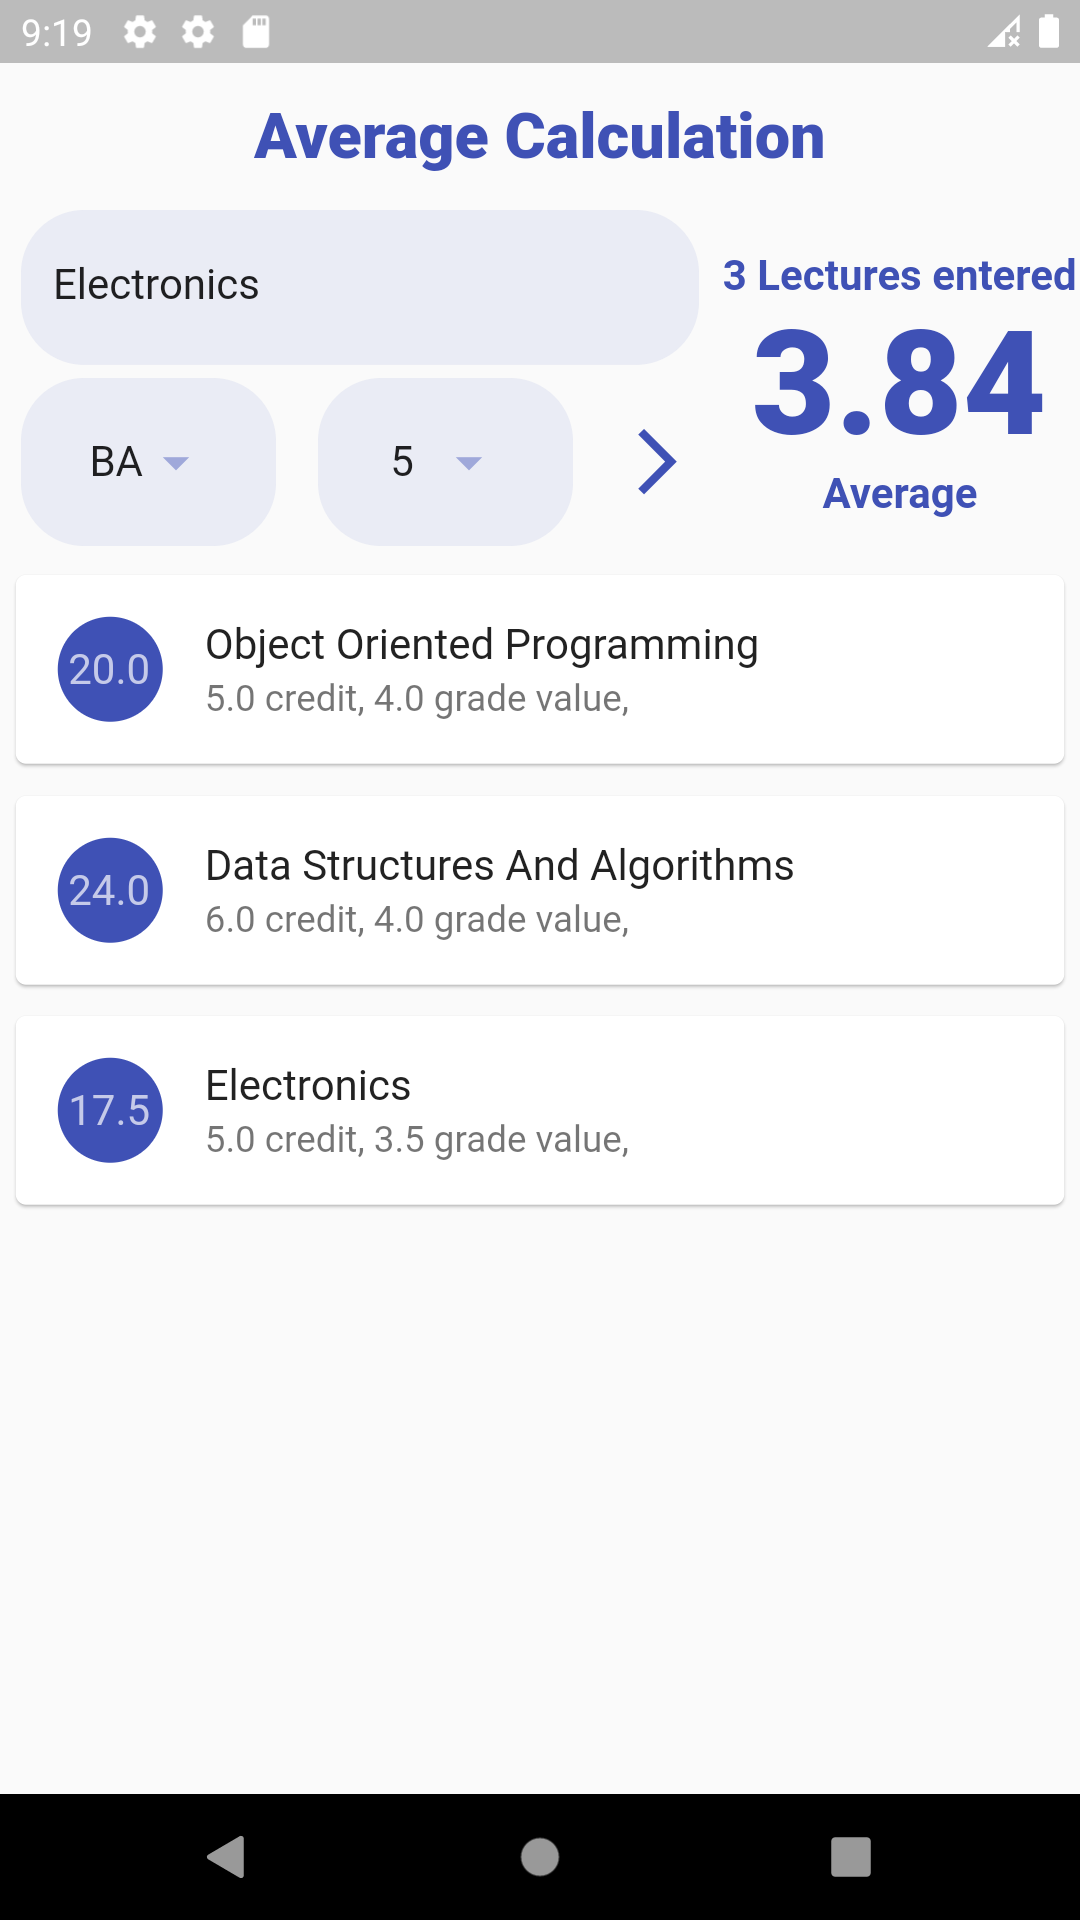 9:19
Average Calculation
Electronics
3 Lectures entered
3.84
Average
BA
5
20.0
Object Oriented Programming
5.0 credit, 4.0 grade value,
24.0
Data Structures And Algorithms
6.0 credit, 4.0 grade value,
17.5
Electronics
5.0 credit, 3.5 grade value,